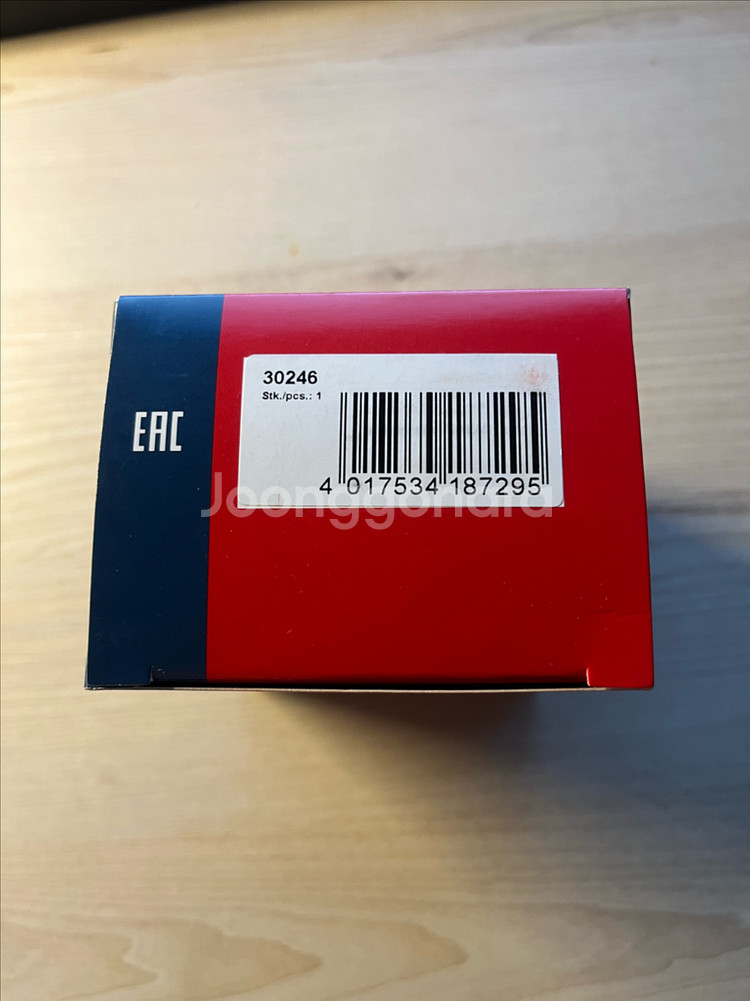 30246
Stk./pcs.: 1
EAC
4 017534 187295
Joonggonara